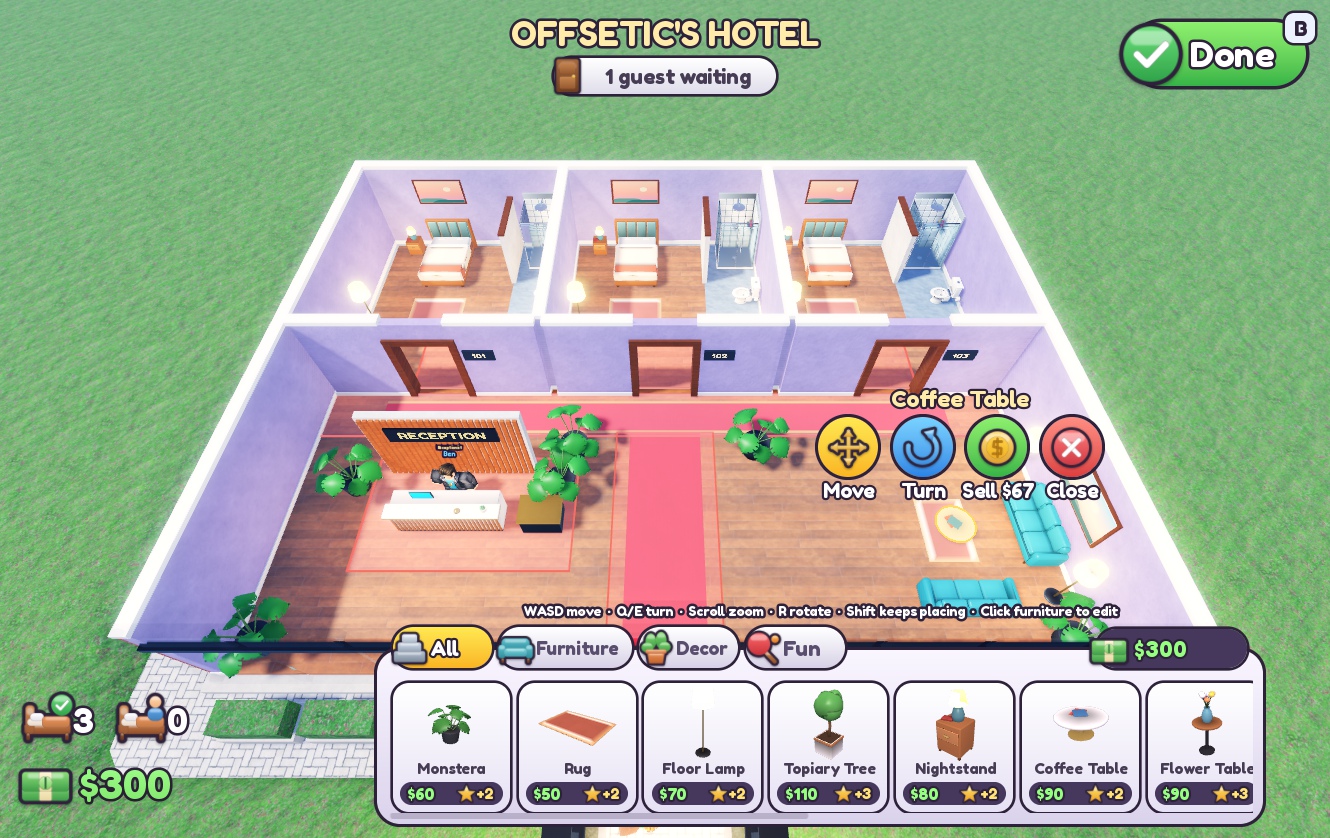 OFFSETIC'S HOTEL
1 guest waiting
B
Done
101
102
103
RECEPTION
Receptionist
Ben
Coffee Table
Move
Turn
Sell $67
Close
WASD move • Q/E turn • Scroll zoom • R rotate • Shift keeps placing • Click furniture to edit
All
Furniture
Decor
Fun
$300
3
0
$300
Monstera
$60
+2
Rug
$50
+2
Floor Lamp
$70
+2
Topiary Tree
$110
+3
Nightstand
$80
+2
Coffee Table
$90
+2
Flower Table
$90
+3